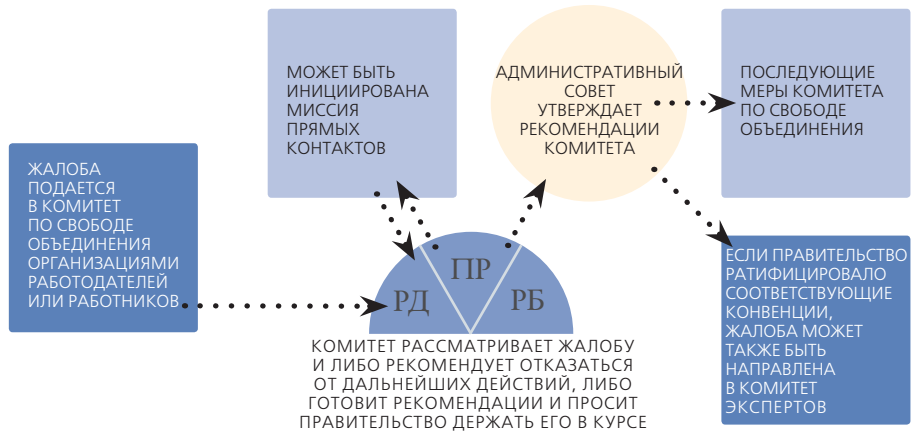 ЖАЛОБА
ПОДАЕТСЯ
В КОМИТЕТ
ПО СВОБОДЕ
ОБЪЕДИНЕНИЯ
ОРГАНИЗАЦИЯМИ
РАБОТОДАТЕЛЕЙ
ИЛИ РАБОТНИКОВ
МОЖЕТ БЫТЬ
ИНИЦИИРОВАНА
МИССИЯ
ПРЯМЫХ
КОНТАКТОВ
РД
ПР
РБ
КОМИТЕТ РАССМАТРИВАЕТ ЖАЛОБУ
И ЛИБО РЕКОМЕНДУЕТ ОТКАЗАТЬСЯ
ОТ ДАЛЬНЕЙШИХ ДЕЙСТВИЙ, ЛИБО
ГОТОВИТ РЕКОМЕНДАЦИИ И ПРОСИТ
ПРАВИТЕЛЬСТВО ДЕРЖАТЬ ЕГО В КУРСЕ
АДМИНИСТРАТИВНЫЙ
СОВЕТ
УТВЕРЖДАЕТ
РЕКОМЕНДАЦИИ
КОМИТЕТА
ПОСЛЕДУЮЩИЕ
МЕРЫ КОМИТЕТА
ПО СВОБОДЕ
ОБЪЕДИНЕНИЯ
ЕСЛИ ПРАВИТЕЛЬСТВО
РАТИФИЦИРОВАЛО
СООТВЕТСТВУЮЩИЕ
КОНВЕНЦИИ,
ЖАЛОБА МОЖЕТ
ТАКЖЕ БЫТЬ
НАПРАВЛЕНА
В КОМИТЕТ
ЭКСПЕРТОВ